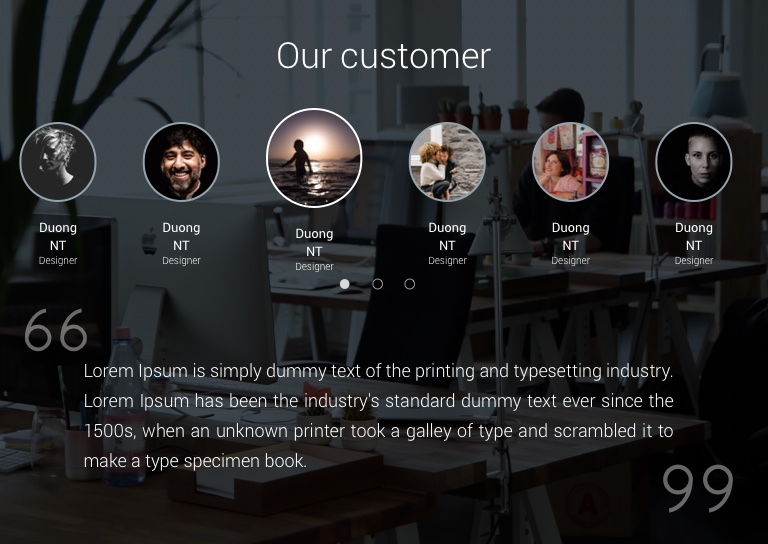 Our customer
Duong
NT
Designer
Duong
NT
Designer
Duong
NT
Designer
Duong
NT
Designer
Duong
NT
Designer
Duong
NT
Designer
66
Lorem Ipsum is simply dummy text of the printing and typesetting industry.
Lorem Ipsum has been the industry's standard dummy text ever since the
1500s, when an unknown printer took a galley of type and scrambled it to
make a type specimen book.
99